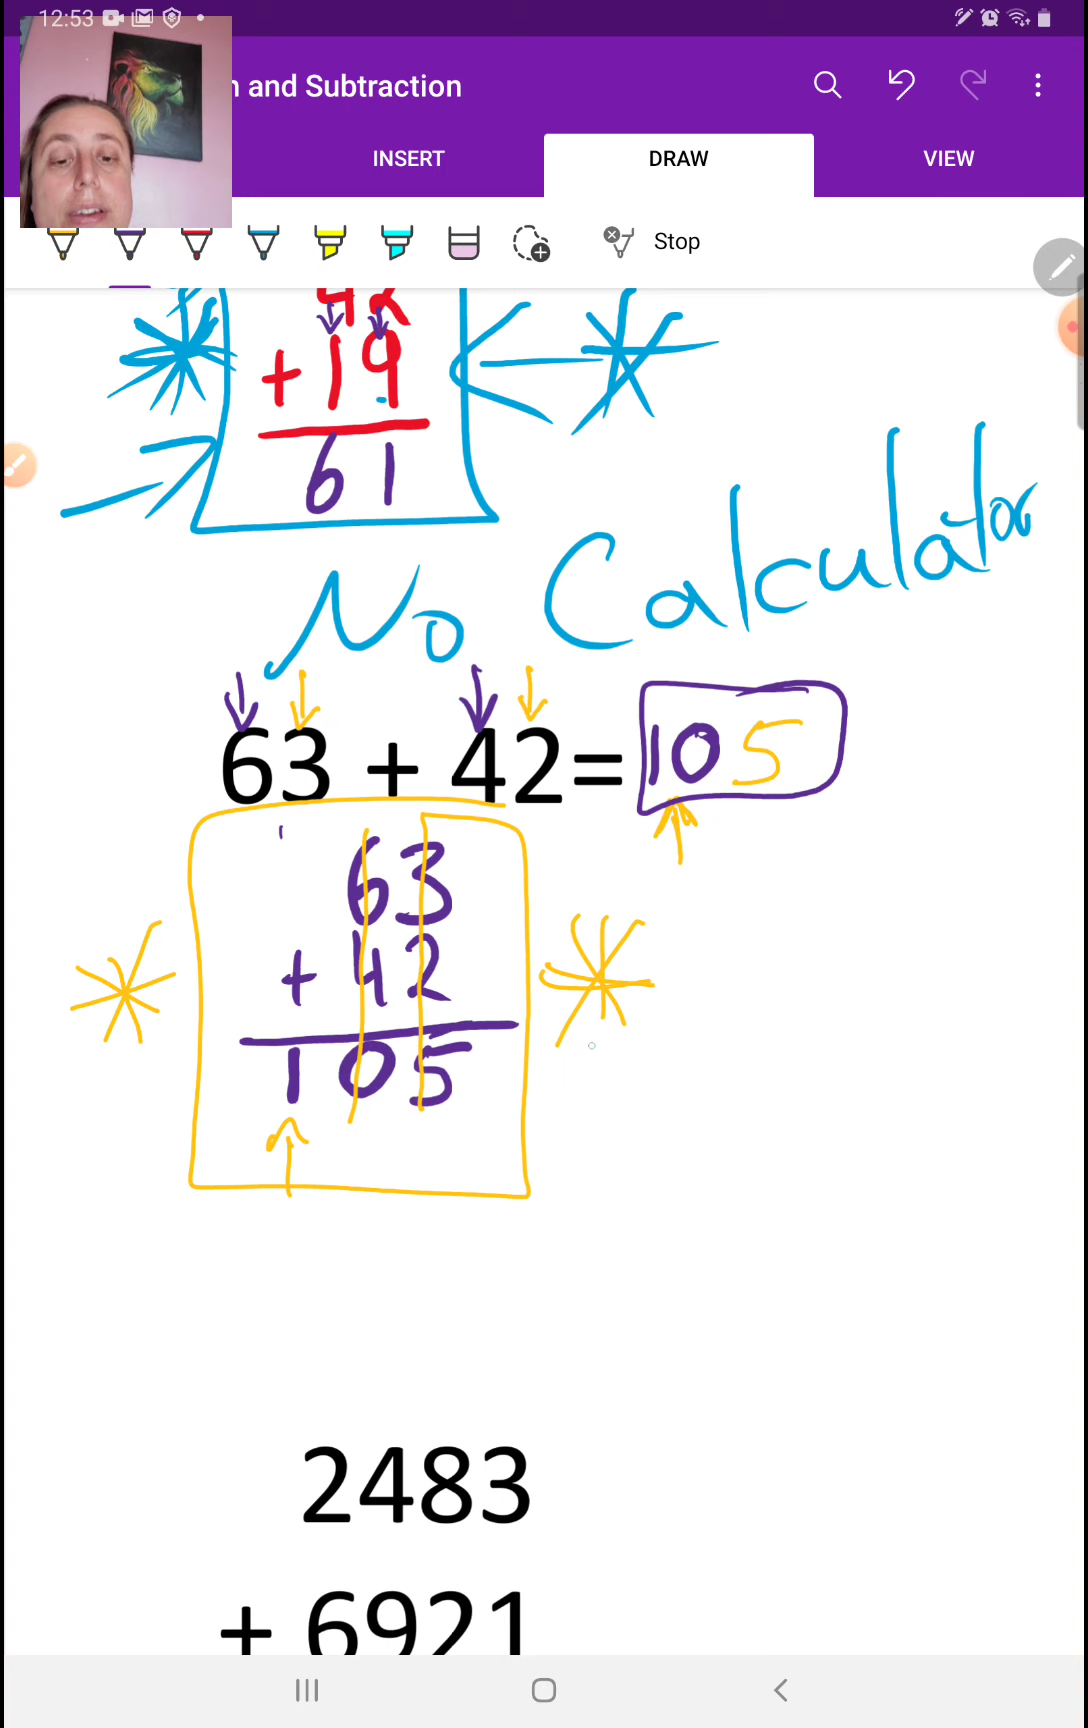 12:53
n and Subtraction
INSERT DRAW VIEW
Stop
42
+19
61
No Calculator
63 + 42= 105
63
+ 42
105
2483
+ 6921